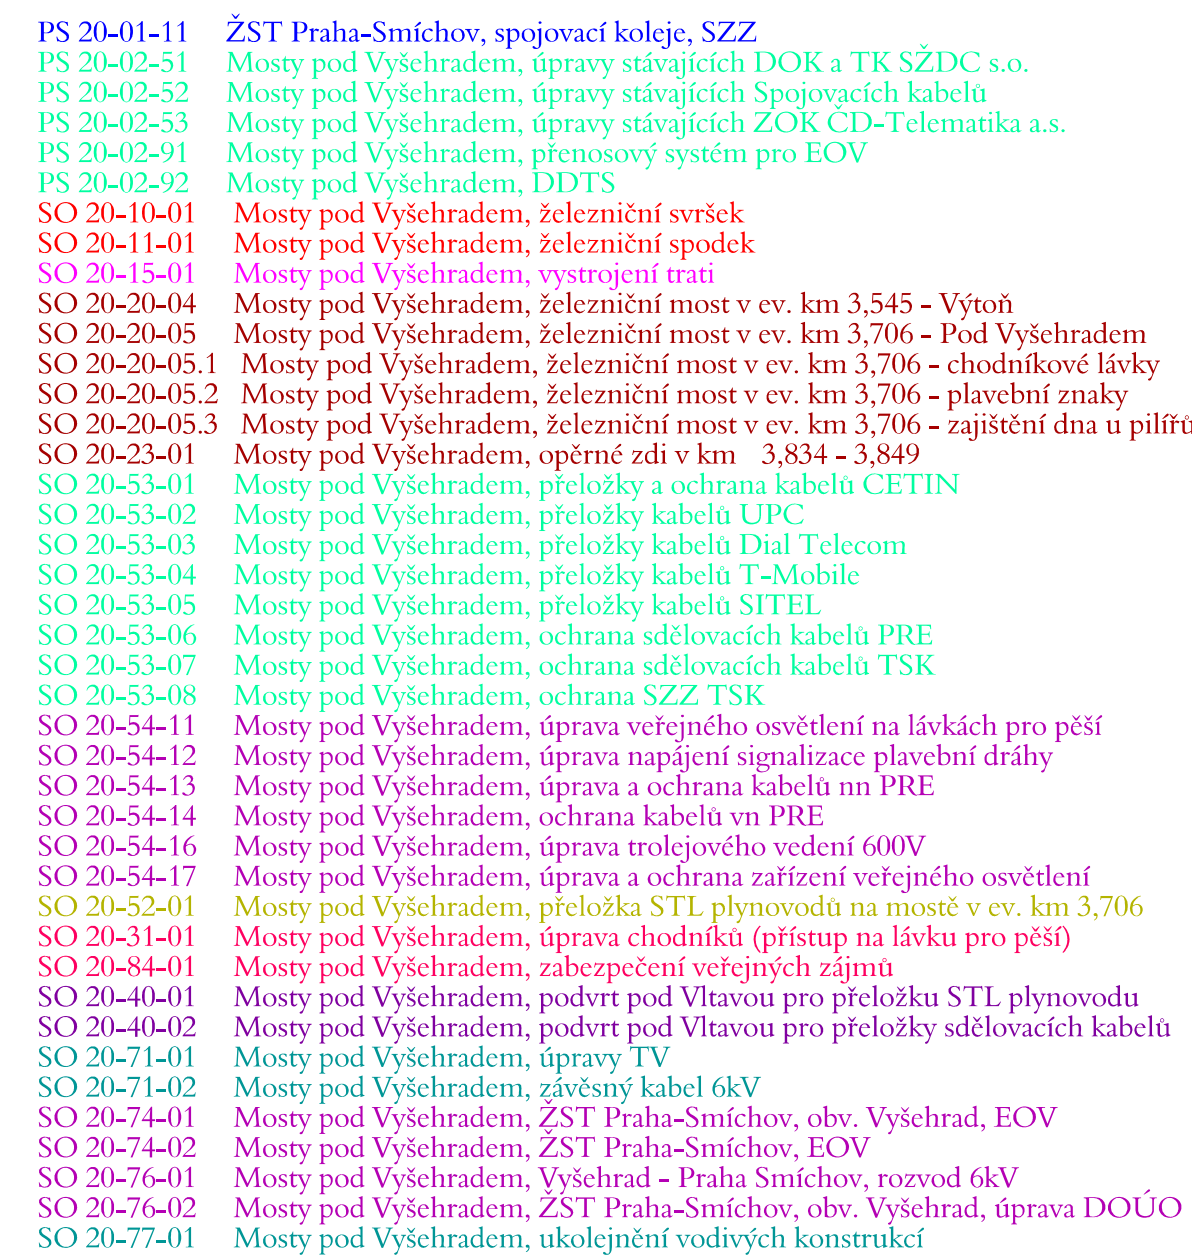 PS 20-01-11 ŽST Praha-Smíchov, spojovací koleje, SZZ
PS 20-02-51 Mosty pod Vyšehradem, úpravy stávajících DOK a TK SŽDC s.o.
PS 20-02-52 Mosty pod Vyšehradem, úpravy stávajících Spojovacích kabelů
PS 20-02-53 Mosty pod Vyšehradem, úpravy stávajících ZOK ČD-Telematika a.s.
PS 20-02-91 Mosty pod Vyšehradem, přenosový systém pro EOV
PS 20-02-92 Mosty pod Vyšehradem, DDTS
SO 20-10-01 Mosty pod Vyšehradem, železniční svršek
SO 20-11-01 Mosty pod Vyšehradem, železniční spodek
SO 20-15-01 Mosty pod Vyšehradem, vystrojení trati
SO 20-20-04 Mosty pod Vyšehradem, železniční most v ev. km 3,545 - Výtoň
SO 20-20-05 Mosty pod Vyšehradem, železniční most v ev. km 3,706 - Pod Vyšehradem
SO 20-20-05.1 Mosty pod Vyšehradem, železniční most v ev. km 3,706 - chodníkové lávky
SO 20-20-05.2 Mosty pod Vyšehradem, železniční most v ev. km 3,706 - plavební znaky
SO 20-20-05.3 Mosty pod Vyšehradem, železniční most v ev. km 3,706 - zajištění dna u pilířů
SO 20-23-01 Mosty pod Vyšehradem, opěrné zdi v km 3,834 - 3,849
SO 20-53-01 Mosty pod Vyšehradem, přeložky a ochrana kabelů CETIN
SO 20-53-02 Mosty pod Vyšehradem, přeložky kabelů UPC
SO 20-53-03 Mosty pod Vyšehradem, přeložky kabelů Dial Telecom
SO 20-53-04 Mosty pod Vyšehradem, přeložky kabelů T-Mobile
SO 20-53-05 Mosty pod Vyšehradem, přeložky kabelů SITEL
SO 20-53-06 Mosty pod Vyšehradem, ochrana sdělovacích kabelů PRE
SO 20-53-07 Mosty pod Vyšehradem, ochrana sdělovacích kabelů TSK
SO 20-53-08 Mosty pod Vyšehradem, ochrana SZZ TSK
SO 20-54-11 Mosty pod Vyšehradem, úprava veřejného osvětlení na lávkách pro pěší
SO 20-54-12 Mosty pod Vyšehradem, úprava napájení signalizace plavební dráhy
SO 20-54-13 Mosty pod Vyšehradem, úprava a ochrana kabelů nn PRE
SO 20-54-14 Mosty pod Vyšehradem, ochrana kabelů vn PRE
SO 20-54-16 Mosty pod Vyšehradem, úprava trolejového vedení 600V
SO 20-54-17 Mosty pod Vyšehradem, úprava a ochrana zařízení veřejného osvětlení
SO 20-52-01 Mosty pod Vyšehradem, přeložka STL plynovodů na mostě v ev. km 3,706
SO 20-31-01 Mosty pod Vyšehradem, úprava chodníků (přístup na lávku pro pěší)
SO 20-84-01 Mosty pod Vyšehradem, zabezpečení veřejných zájmů
SO 20-40-01 Mosty pod Vyšehradem, podvrt pod Vltavou pro přeložku STL plynovodu
SO 20-40-02 Mosty pod Vyšehradem, podvrt pod Vltavou pro přeložky sdělovacích kabelů
SO 20-71-01 Mosty pod Vyšehradem, úpravy TV
SO 20-71-02 Mosty pod Vyšehradem, závěsný kabel 6kV
SO 20-74-01 Mosty pod Vyšehradem, ŽST Praha-Smíchov, obv. Vyšehrad, EOV
SO 20-74-02 Mosty pod Vyšehradem, ŽST Praha-Smíchov, EOV
SO 20-76-01 Mosty pod Vyšehradem, Vyšehrad - Praha Smíchov, rozvod 6kV
SO 20-76-02 Mosty pod Vyšehradem, ŽST Praha-Smíchov, obv. Vyšehrad, úprava DOÚO
SO 20-77-01 Mosty pod Vyšehradem, ukolejnění vodivých konstrukcí